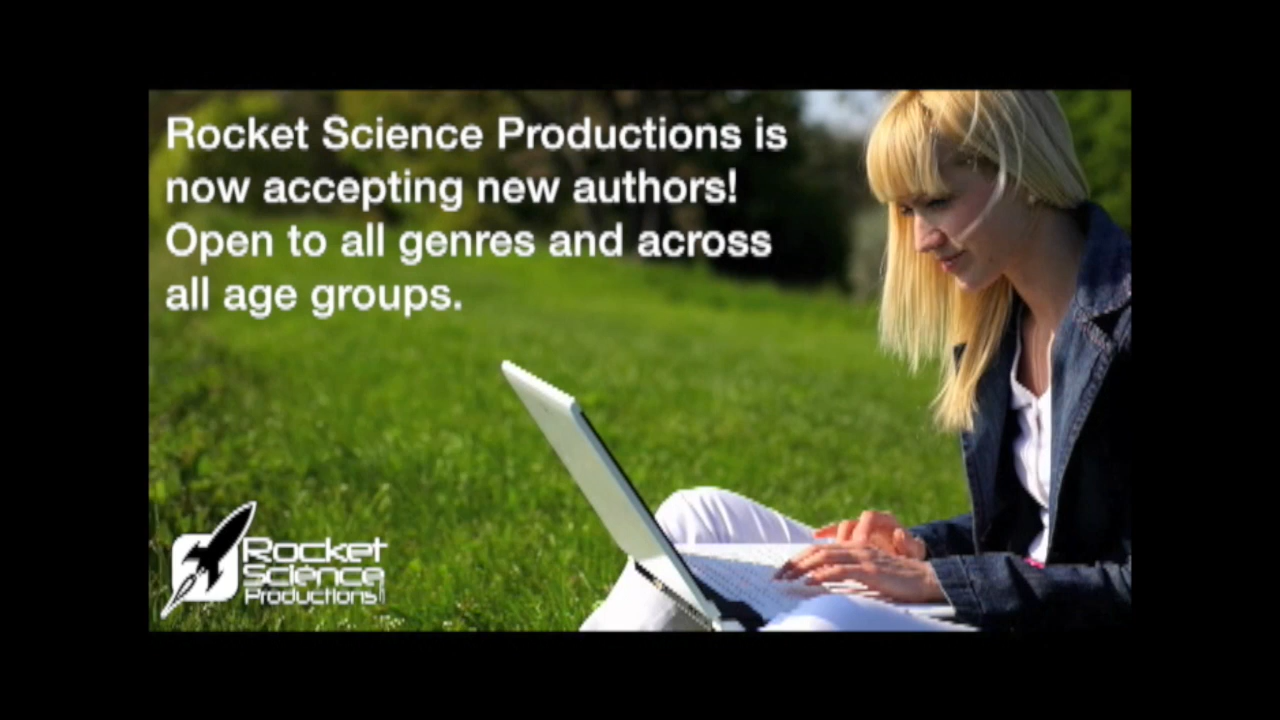 Rocket Science Productions is
now accepting new authors!
Open to all genres and across
all age groups.
Rocket
Science
Productions